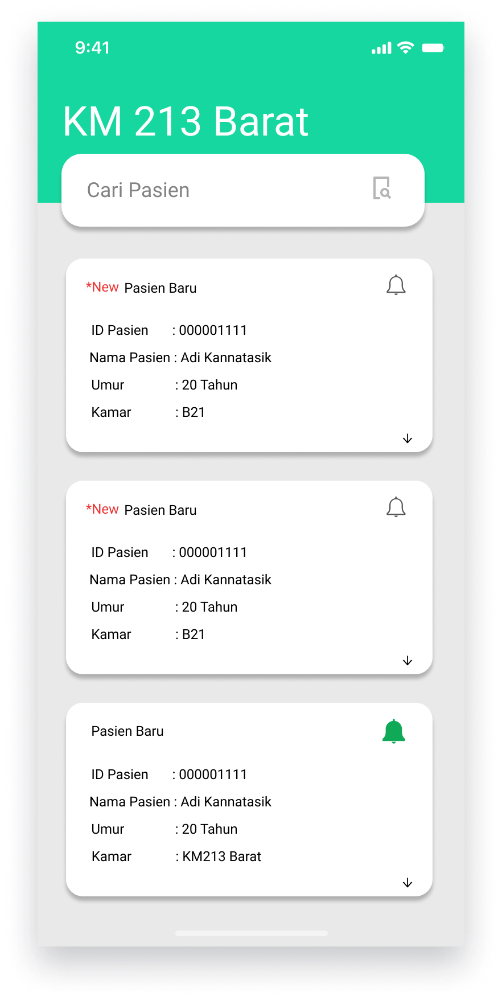 9:41
KM 213 Barat
Cari Pasien
*New Pasien Baru
ID Pasien : 000001111
Nama Pasien : Adi Kannatasik
Umur : 20 Tahun
Kamar : B21
*New Pasien Baru
ID Pasien : 000001111
Nama Pasien : Adi Kannatasik
Umur : 20 Tahun
Kamar : B21
Pasien Baru
ID Pasien : 000001111
Nama Pasien : Adi Kannatasik
Umur : 20 Tahun
Kamar : KM213 Barat